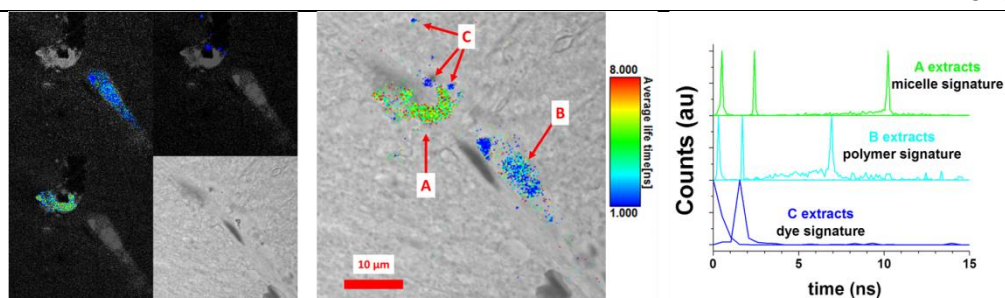 C
A
B
10 µm
8.000
Average life time[ns]
1.000
Counts (au)
A extracts
micelle signature
B extracts
polymer signature
C extracts
dye signature
0
5
10
15
time (ns)